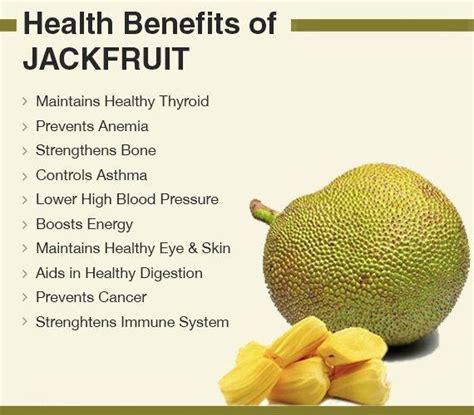 Health Benefits of
JACKFRUIT
Maintains Healthy Thyroid
Prevents Anemia
Strengthens Bone
Controls Asthma
Lower High Blood Pressure
Boosts Energy
Maintains Healthy Eye & Skin
Aids in Healthy Digestion
Prevents Cancer
Strenghtens Immune System